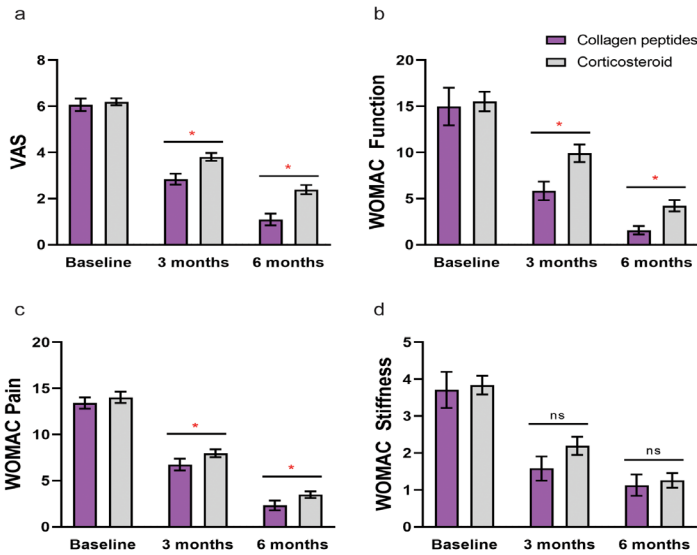 a
8
6
4
2
0
VAS
*
*
Baseline 3 months 6 months
b
Collagen peptides
Corticosteroid
20
15
10
5
0
WOMAC Function
*
*
Baseline 3 months 6 months
c
20
15
10
5
0
WOMAC Pain
*
*
Baseline 3 months 6 months
d
5
4
3
2
1
0
WOMAC Stiffness
ns
ns
Baseline 3 months 6 months